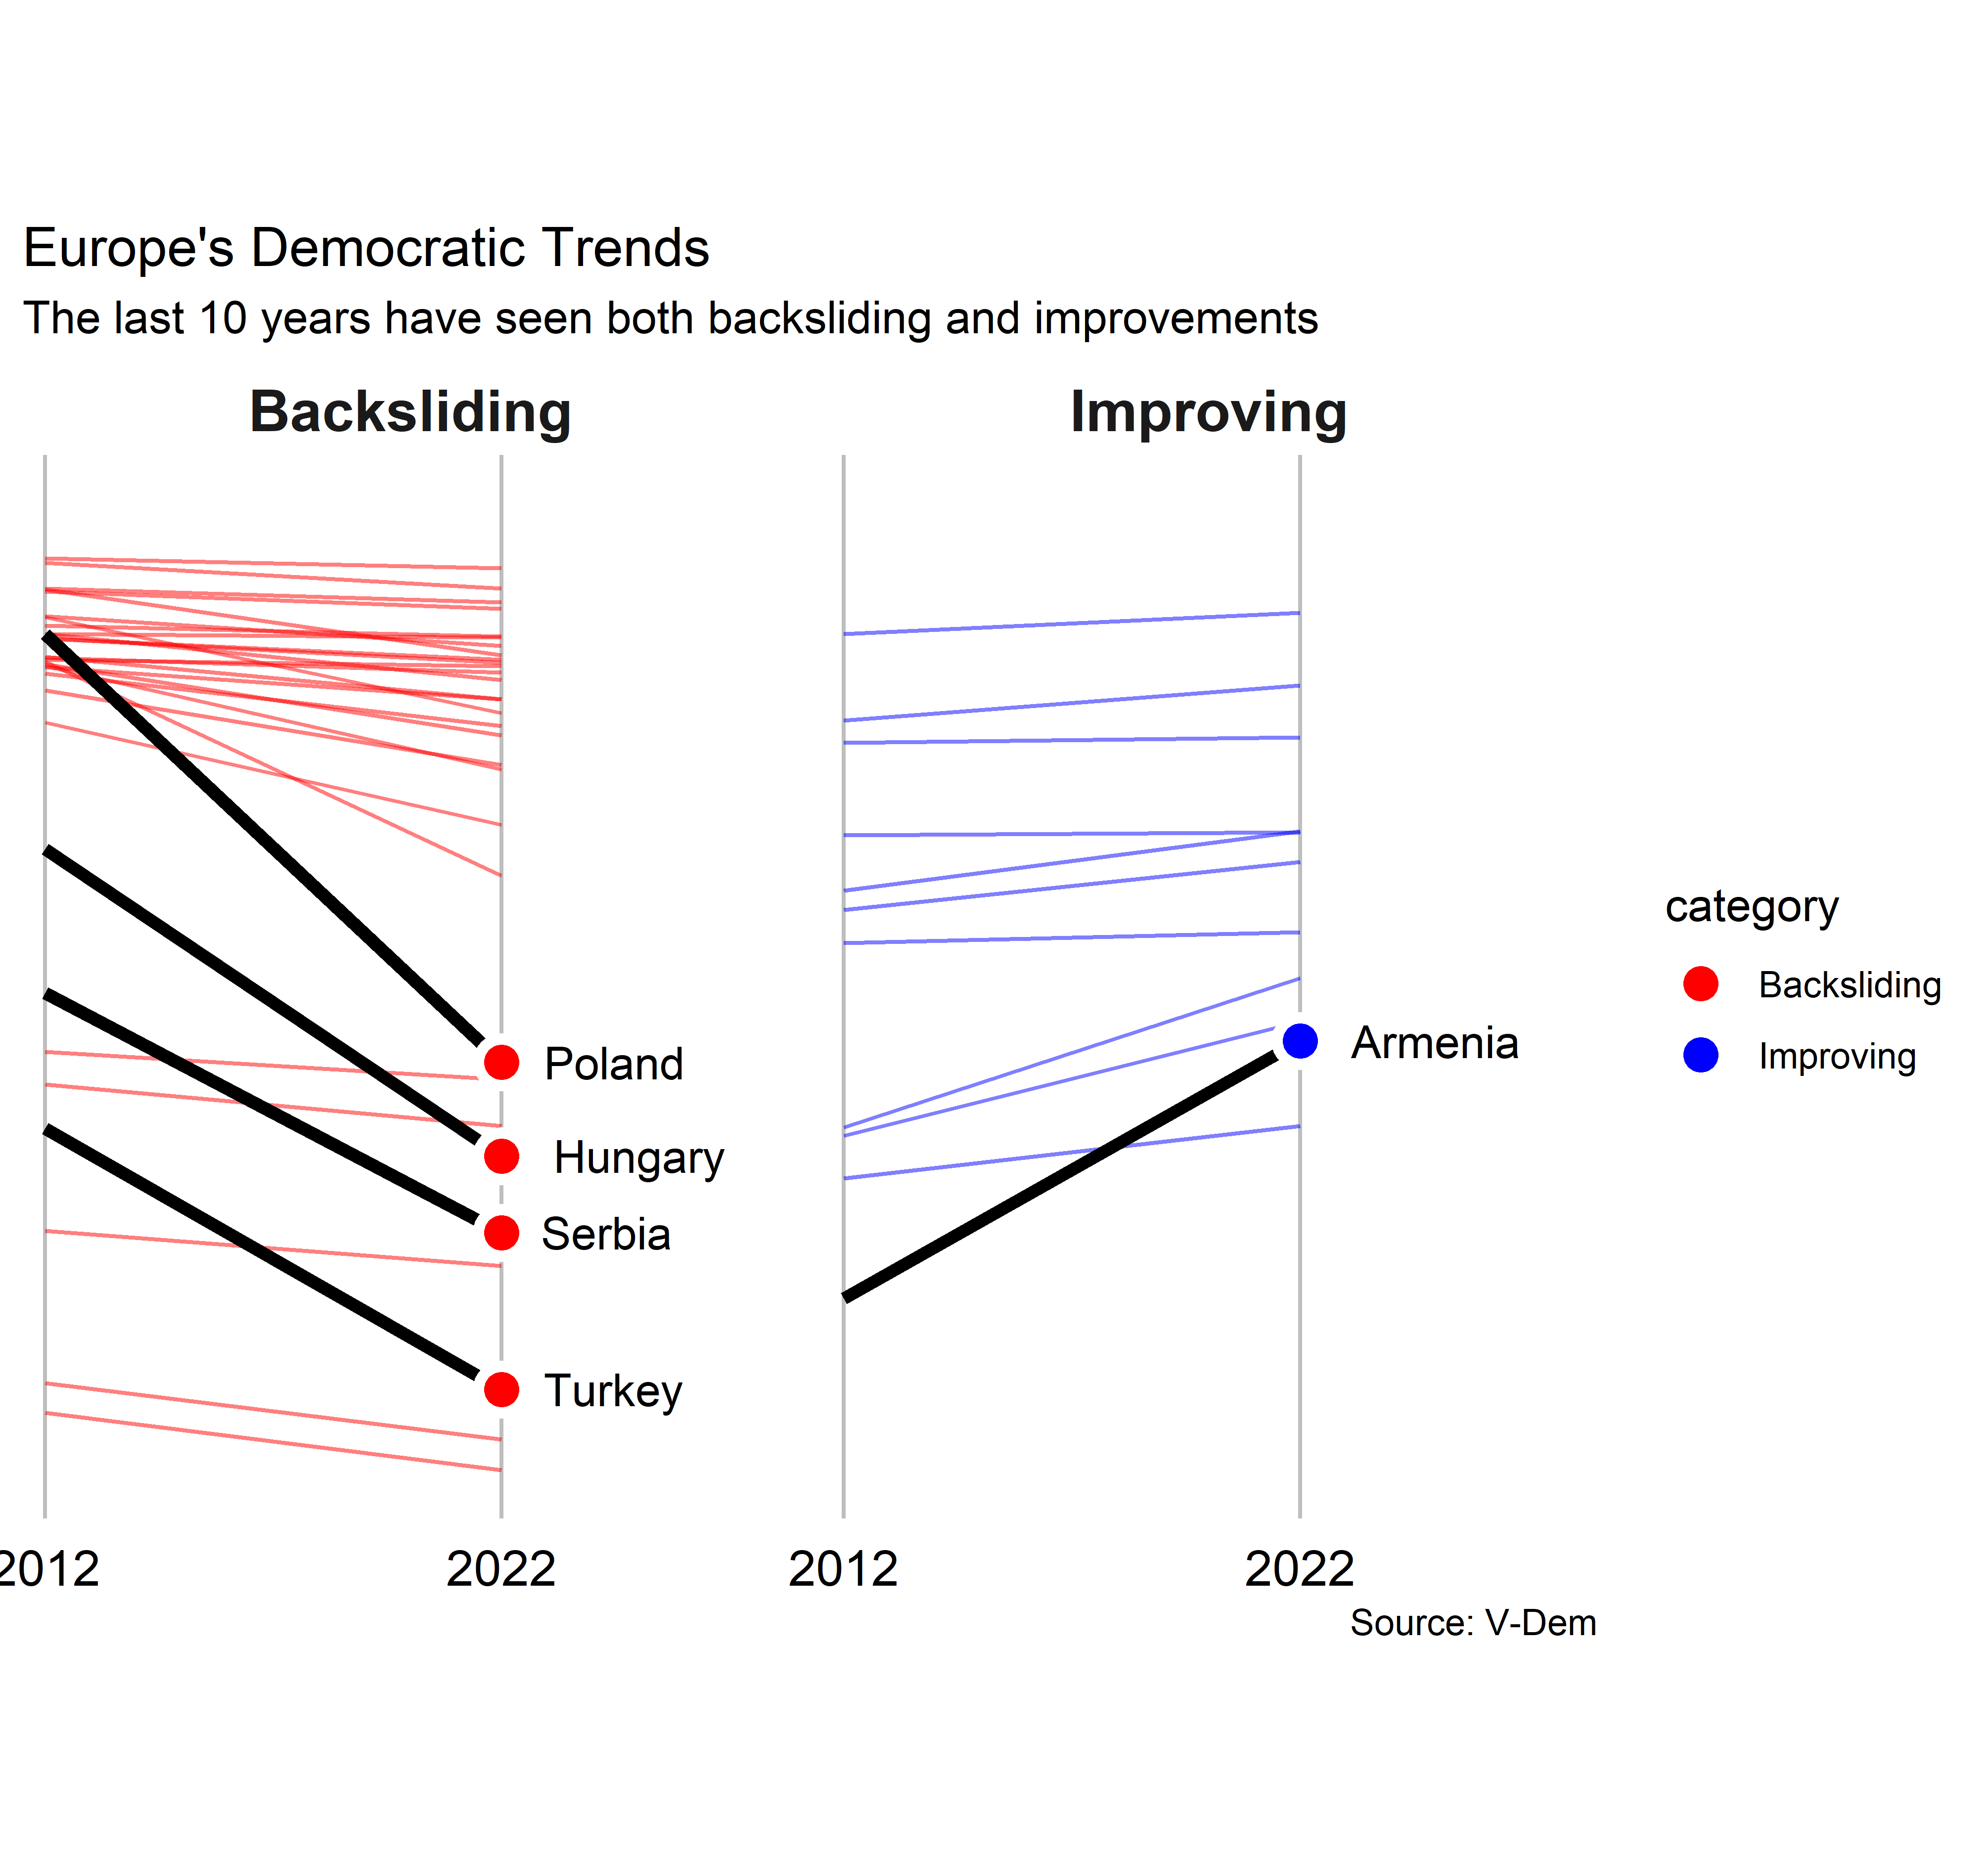 Europe's Democratic Trends
The last 10 years have seen both backsliding and improvements
Backsliding
Improving
Poland
Hungary
Serbia
Turkey
Armenia
category
Backsliding
Improving
2012
2022
2012
2022
Source: V-Dem